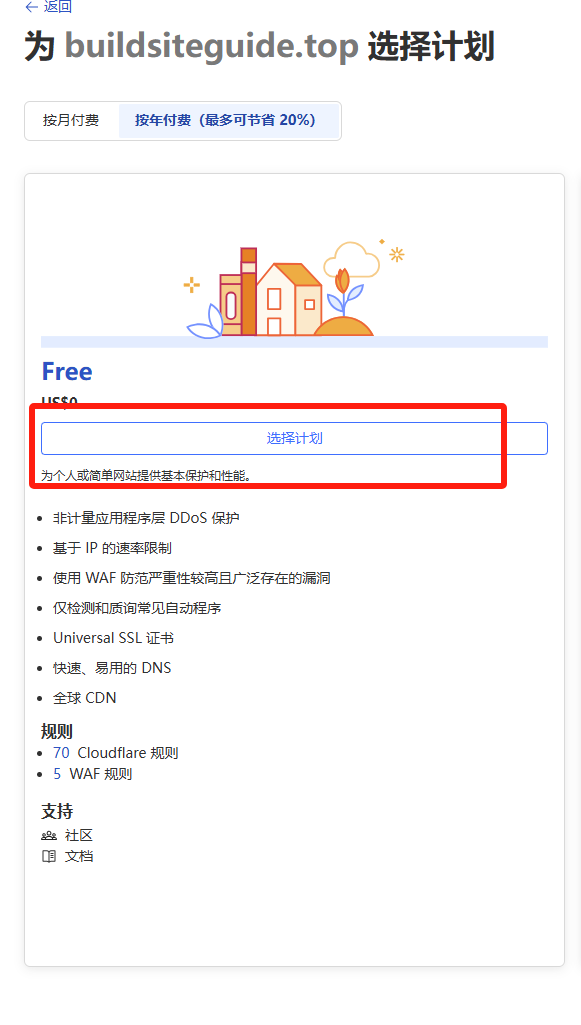 ← 返回
为 buildsiteguide.top 选择计划
按月付费 按年付费（最多可节省 20%）
Free
US$0
选择计划
为个人或简单网站提供基本保护和性能。
非计量应用程序层 DDoS 保护
基于 IP 的速率限制
使用 WAF 防范严重性较高且广泛存在的漏洞
仅检测和质询常见自动程序
Universal SSL 证书
快速、易用的 DNS
全球 CDN
规则
70 Cloudflare 规则
5 WAF 规则
支持
社区
文档